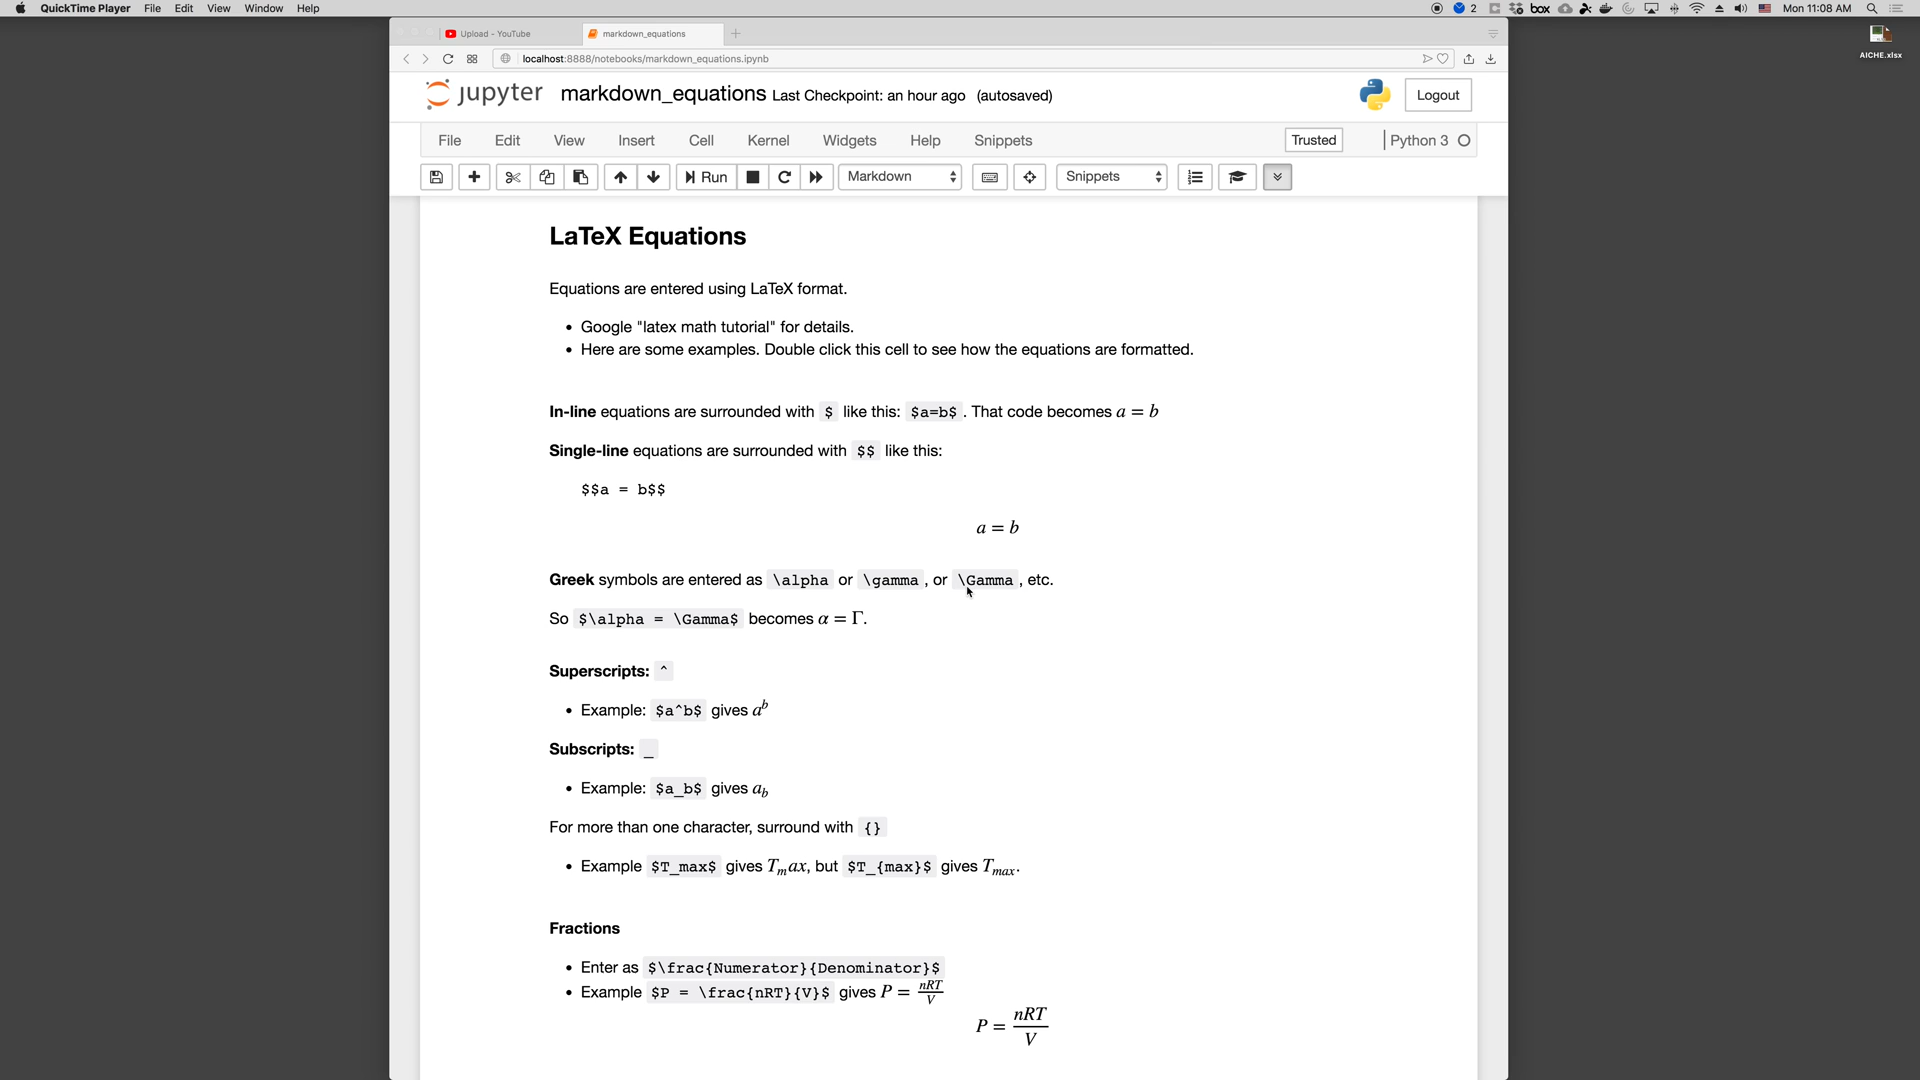 QuickTime Player File Edit View Window Help 2 box Mon 11:08 AM
Upload - YouTube markdown_equations
localhost:8888/notebooks/markdown_equations.ipynb
AICHE.xlsx
jupyter markdown_equations Last Checkpoint: an hour ago (autosaved) Logout
File Edit View Insert Cell Kernel Widgets Help Snippets Trusted Python 3
Run Markdown Snippets
LaTeX Equations
Equations are entered using LaTeX format.
• Google "latex math tutorial" for details.
• Here are some examples. Double click this cell to see how the equations are formatted.
In-line equations are surrounded with $ like this: $a=b$ . That code becomes a = b
Single-line equations are surrounded with $$ like this:
$$a = b$$
a = b
Greek symbols are entered as \alpha or \gamma , or \Gamma , etc.
So $\alpha = \Gamma$ becomes α = Γ.
Superscripts: ^
• Example: $a^b$ gives a^b
Subscripts: _
• Example: $a_b$ gives a_b
For more than one character, surround with {}
• Example $T_max$ gives T_max, but $T_{max}$ gives T_{max}.
Fractions
• Enter as $\frac{Numerator}{Denominator}$
• Example $P = \frac{nRT}{V}$ gives P = nRT/V
P = nRT/V